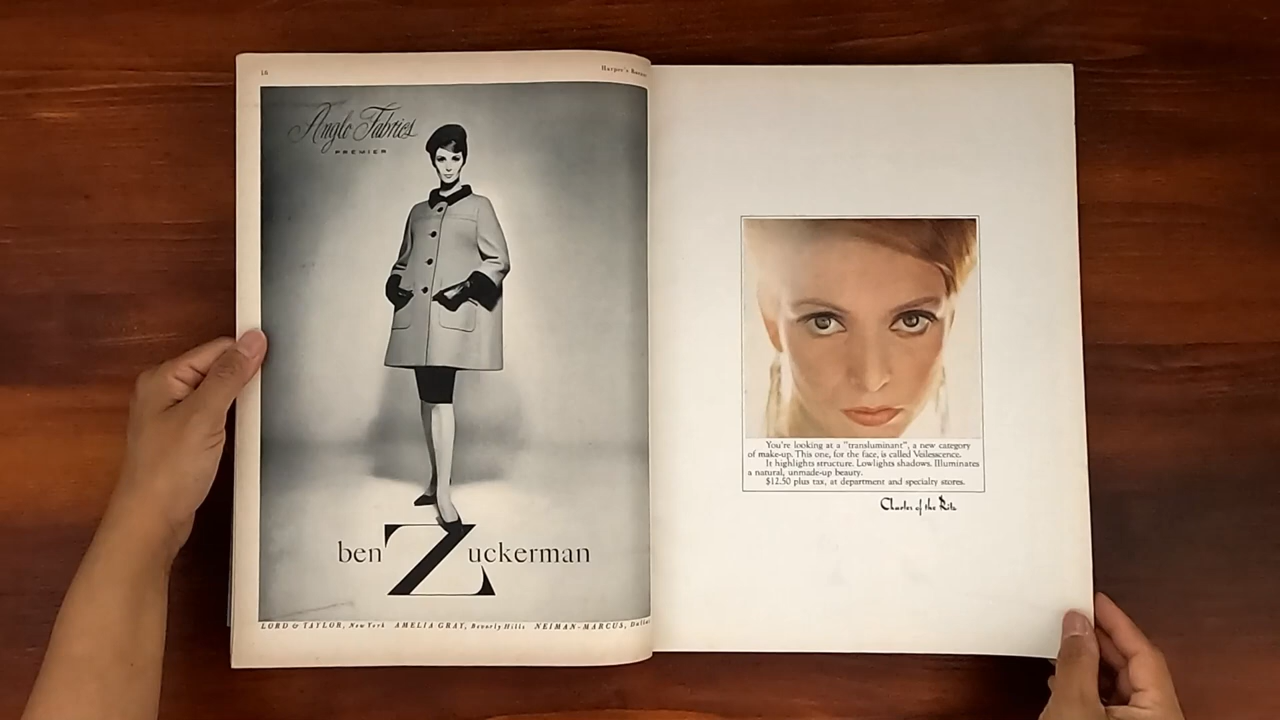 16
Harper's Bazaar
Anglo Fabrics
PREMIER
ben Zuckerman
LORD & TAYLOR, New York AMELIA GRAY, Beverly Hills NEIMAN-MARCUS, Dallas
You're looking at a "transluminant", a new category
of make-up. This one, for the face, is called Veilessence.
It highlights structure. Lowlights shadows. Illuminates
a natural, unmade-up beauty.
$12.50 plus tax, at department and specialty stores.
Charles of the Ritz